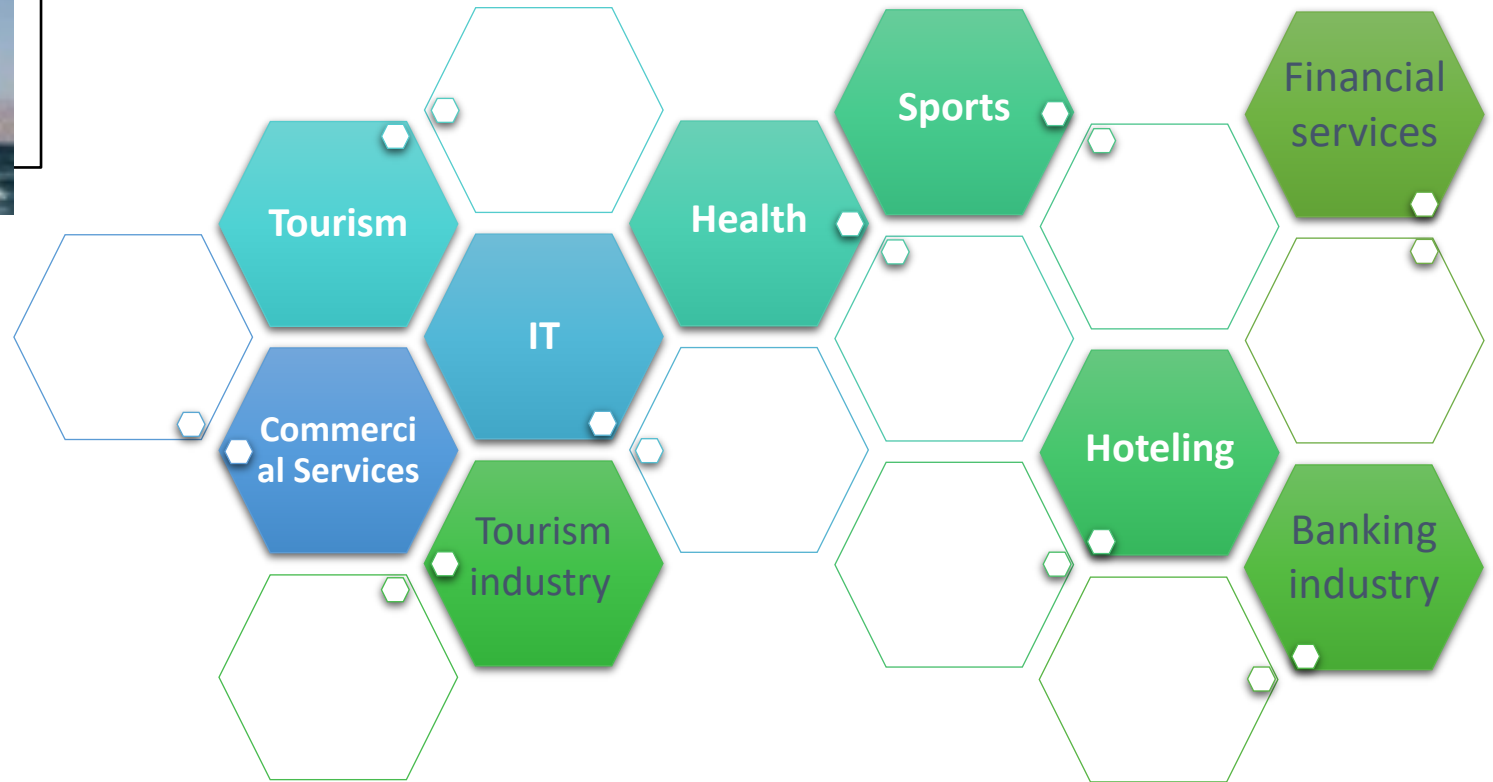 Sports
Financial
services
Tourism
Health
IT
Commerci
al Services
Hoteling
Tourism
industry
Banking
industry